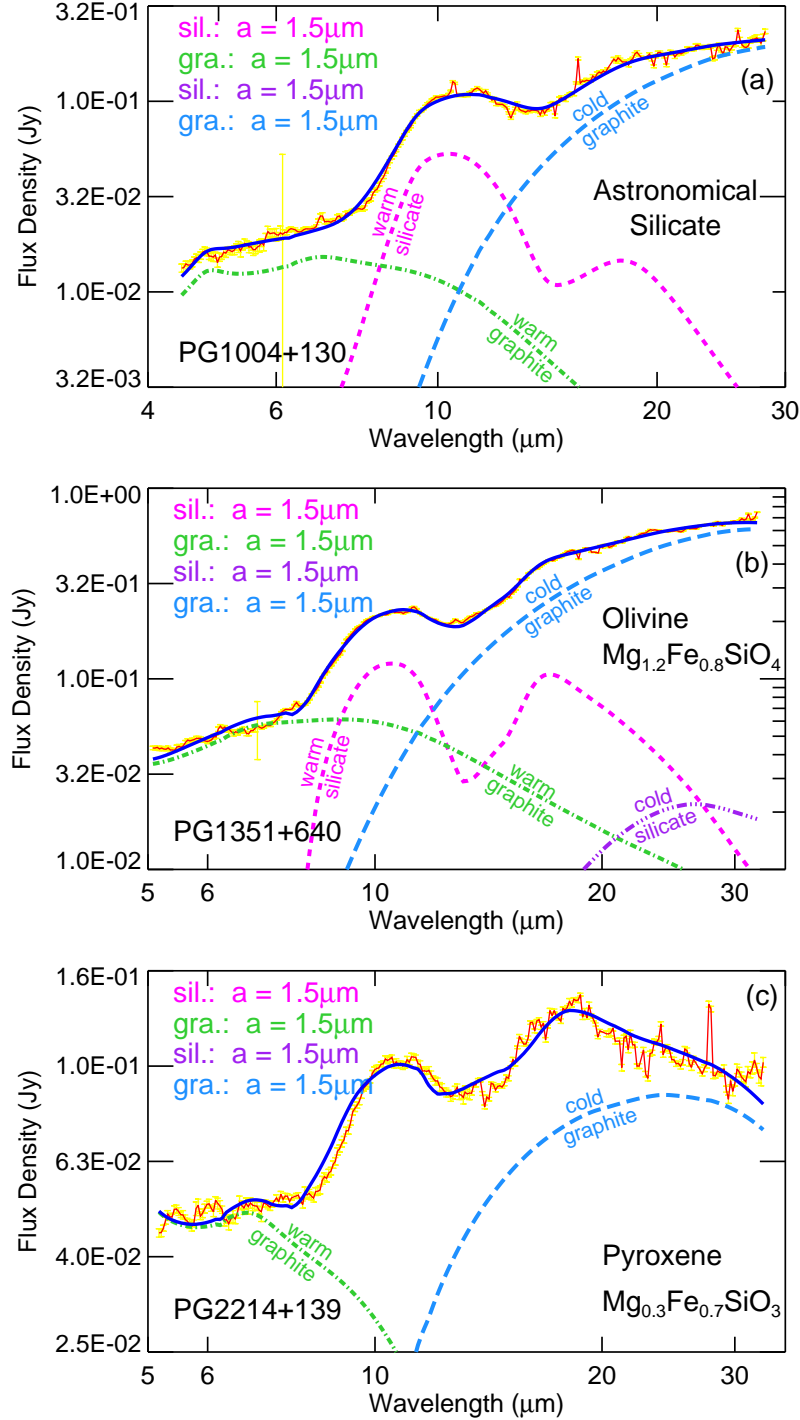 3.2E-01
1.0E-01
3.2E-02
1.0E-02
3.2E-03
Flux Density (Jy)
sil.: a = 1.5μm
gra.: a = 1.5μm
sil.: a = 1.5μm
gra.: a = 1.5μm
(a)
cold
graphite
warm
silicate
Astronomical
Silicate
warm
graphite
PG1004+130
4 6 10 20 30
Wavelength (μm)
1.0E+00
3.2E-01
1.0E-01
3.2E-02
1.0E-02
Flux Density (Jy)
sil.: a = 1.5μm
gra.: a = 1.5μm
sil.: a = 1.5μm
gra.: a = 1.5μm
(b)
cold
graphite
Olivine
Mg1.2Fe0.8SiO4
warm
silicate
warm
graphite
cold
silicate
PG1351+640
5 6 10 20 30
Wavelength (μm)
1.6E-01
1.0E-01
6.3E-02
4.0E-02
2.5E-02
Flux Density (Jy)
sil.: a = 1.5μm
gra.: a = 1.5μm
sil.: a = 1.5μm
gra.: a = 1.5μm
(c)
cold
graphite
warm
graphite
Pyroxene
Mg0.3Fe0.7SiO3
PG2214+139
5 6 10 20 30
Wavelength (μm)